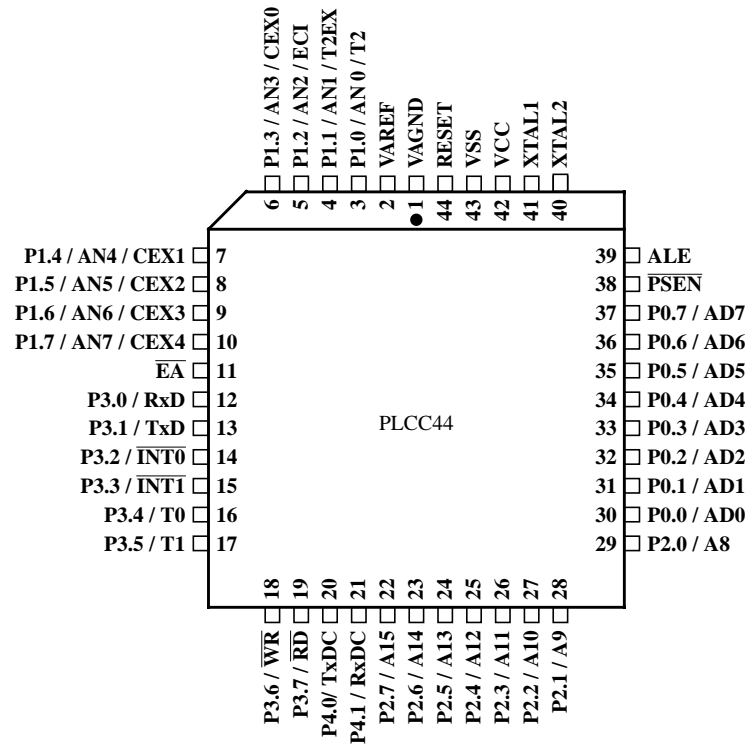 P1.3 / AN3 / CEX0
P1.2 / AN2 / ECI
P1.1 / AN1 / T2EX
P1.0 / AN 0 / T2
VAREF
VAGND
RESET
VSS
VCC
XTAL1
XTAL2
6
5
4
3
2
1
44
43
42
41
40
P1.4 / AN4 / CEX1 7
P1.5 / AN5 / CEX2 8
P1.6 / AN6 / CEX3 9
P1.7 / AN7 / CEX4 10
EA 11
P3.0 / RxD 12
P3.1 / TxD 13
P3.2 / INT0 14
P3.3 / INT1 15
P3.4 / T0 16
P3.5 / T1 17
PLCC44
39 ALE
38 PSEN
37 P0.7 / AD7
36 P0.6 / AD6
35 P0.5 / AD5
34 P0.4 / AD4
33 P0.3 / AD3
32 P0.2 / AD2
31 P0.1 / AD1
30 P0.0 / AD0
29 P2.0 / A8
18
19
20
21
22
23
24
25
26
27
28
P3.6 / WR
P3.7 / RD
P4.0/ TxDC
P4.1 / RxDC
P2.7 / A15
P2.6 / A14
P2.5 / A13
P2.4 / A12
P2.3 / A11
P2.2 / A10
P2.1 / A9